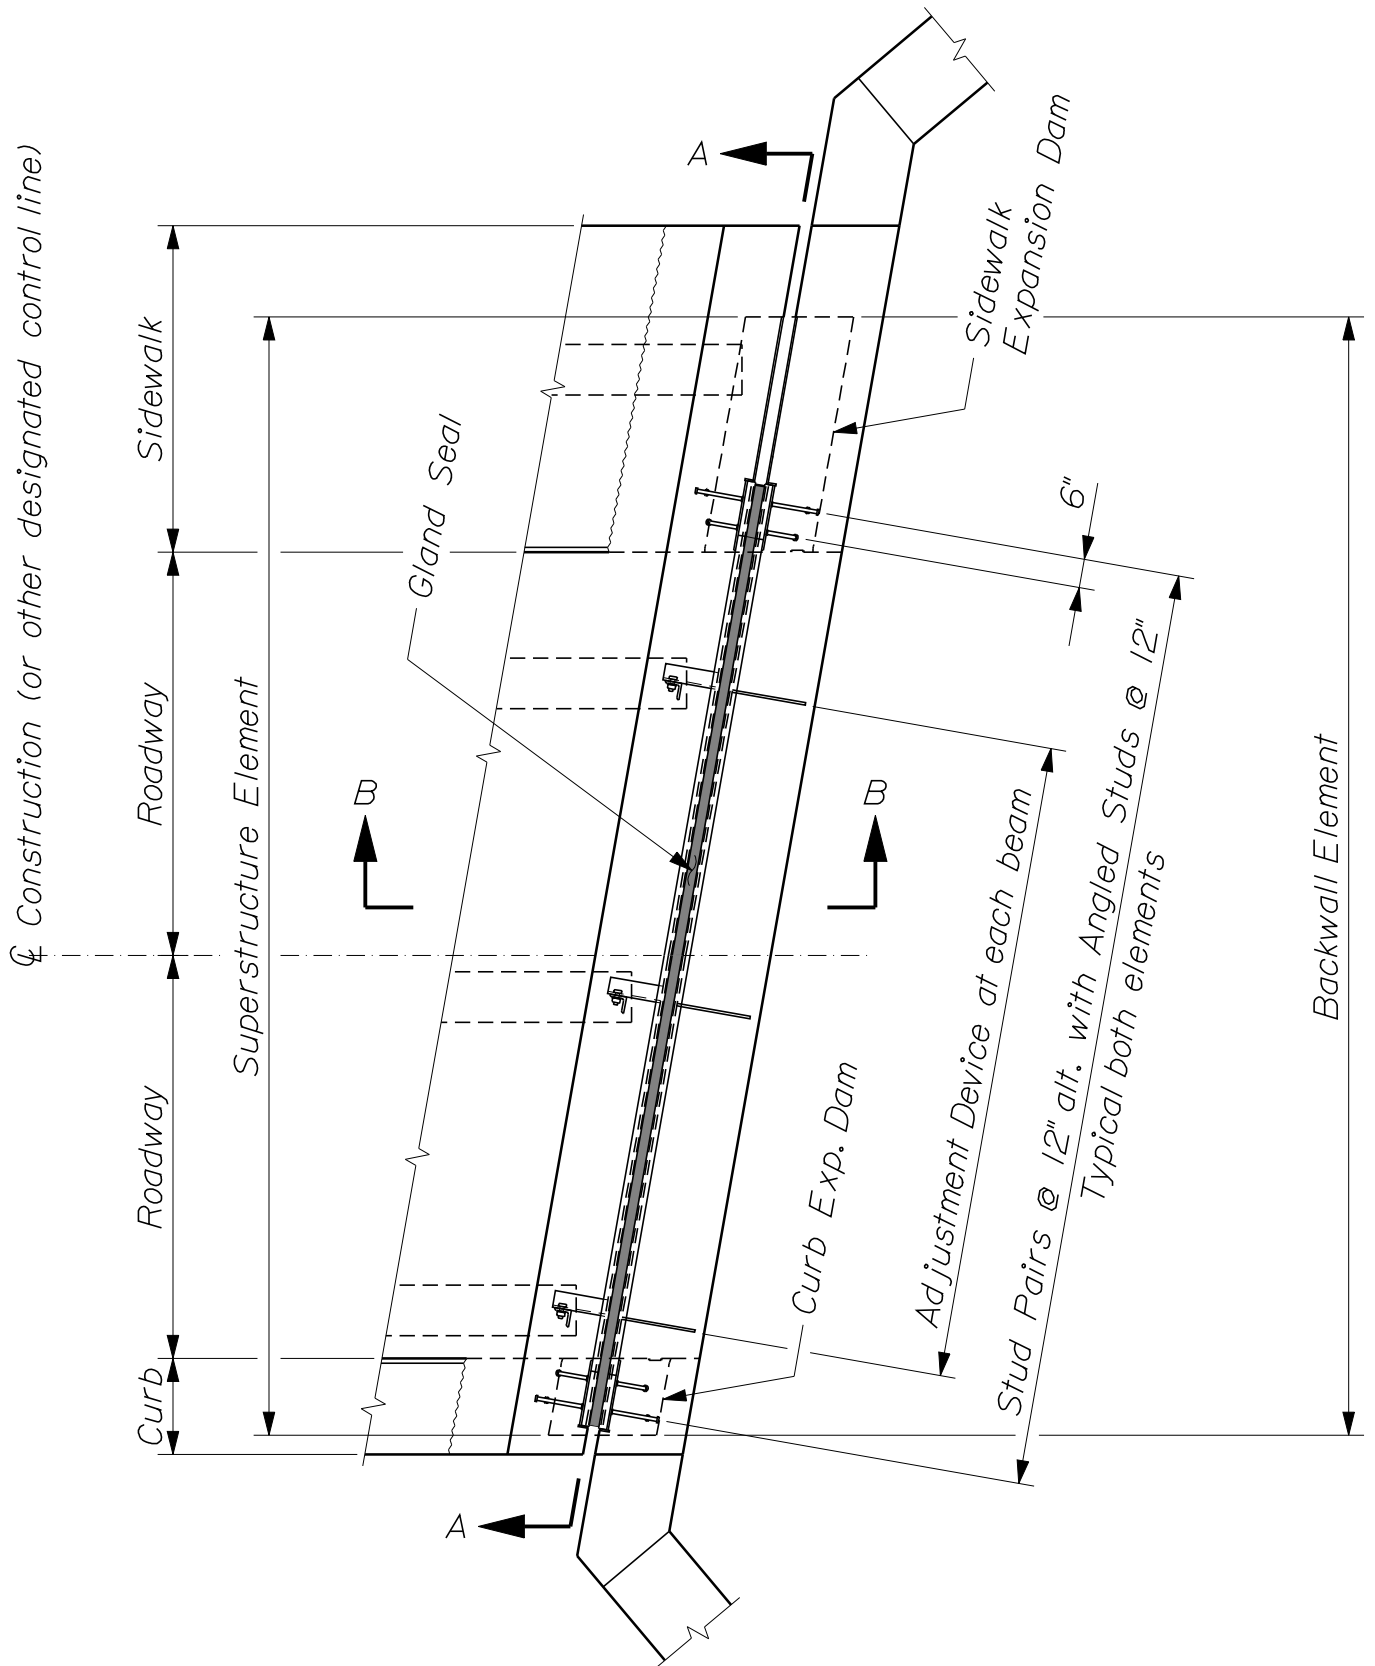 ℄ Construction (or other designated control line)
Sidewalk
Roadway
Roadway
Curb
Superstructure Element
Gland Seal
A
A
B
B
Sidewalk
Expansion Dam
6"
Curb Exp. Dam
Adjustment Device at each beam
Stud Pairs @ 12" alt. with Angled Studs @ 12"
Typical both elements
Backwall Element